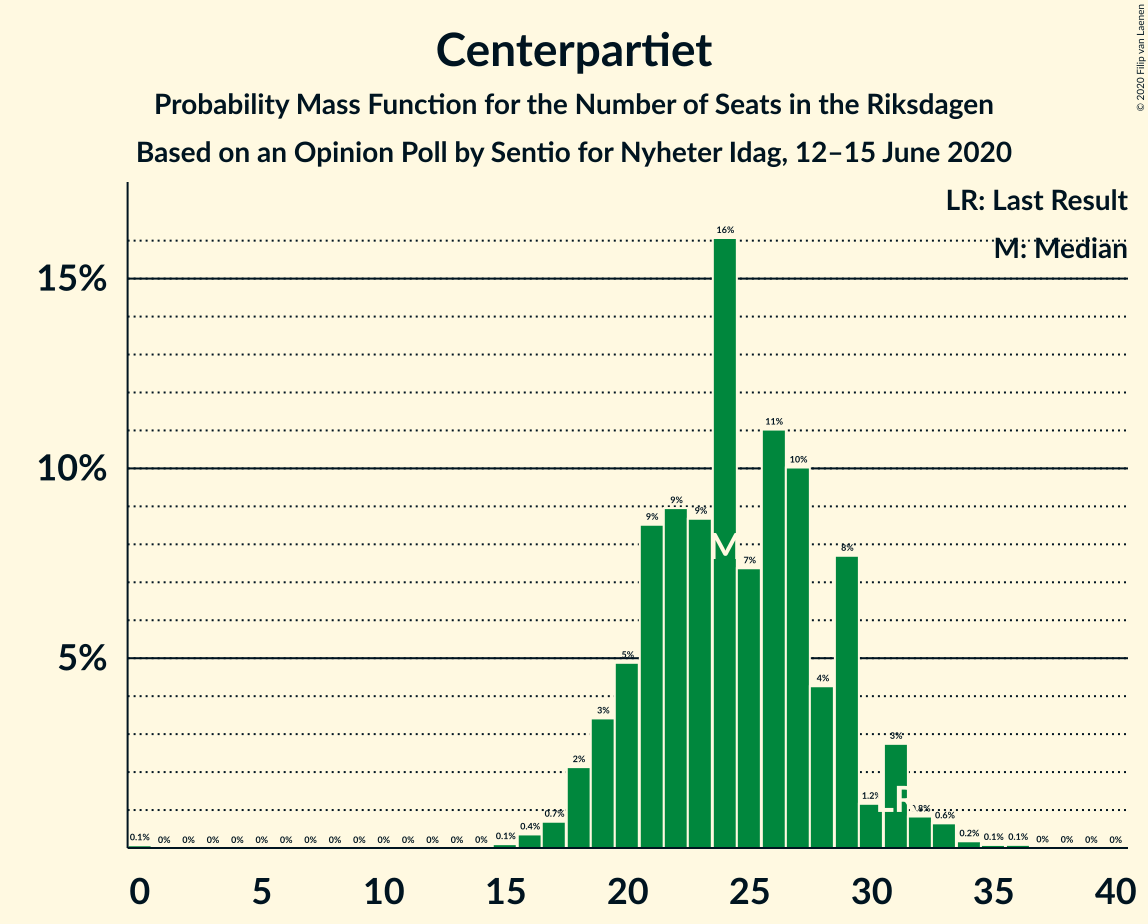 Centerpartiet
Probability Mass Function for the Number of Seats in the Riksdagen
Based on an Opinion Poll by Sentio for Nyheter Idag, 12–15 June 2020
© 2020 Filip van Laenen
LR: Last Result
M: Median
15%
10%
5%
0.1% 0% 0% 0% 0% 0% 0% 0% 0% 0% 0% 0% 0% 0% 0% 0.1% 0.4% 0.7% 2% 3% 5% 9% 9% 9% 16% 7% 11% 10% 4% 8% 1.2% 3% 0.8% 0.6% 0.2% 0.1% 0.1% 0% 0% 0% 0%
M
LR
0 5 10 15 20 25 30 35 40